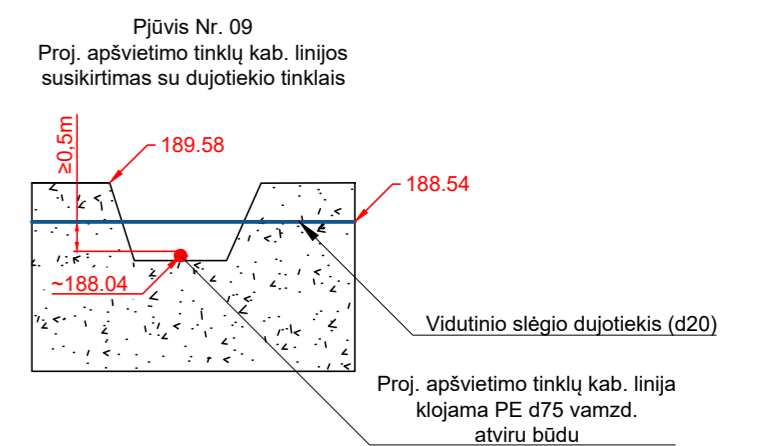 Pjūvis Nr. 09
Proj. apšvietimo tinklų kab. linijos
susikirtimas su dujotiekio tinklais
≥0,5m
189.58
188.54
~188.04
Vidutinio slėgio dujotiekis (d20)
Proj. apšvietimo tinklų kab. linija
klojama PE d75 vamzd.
atviru būdu